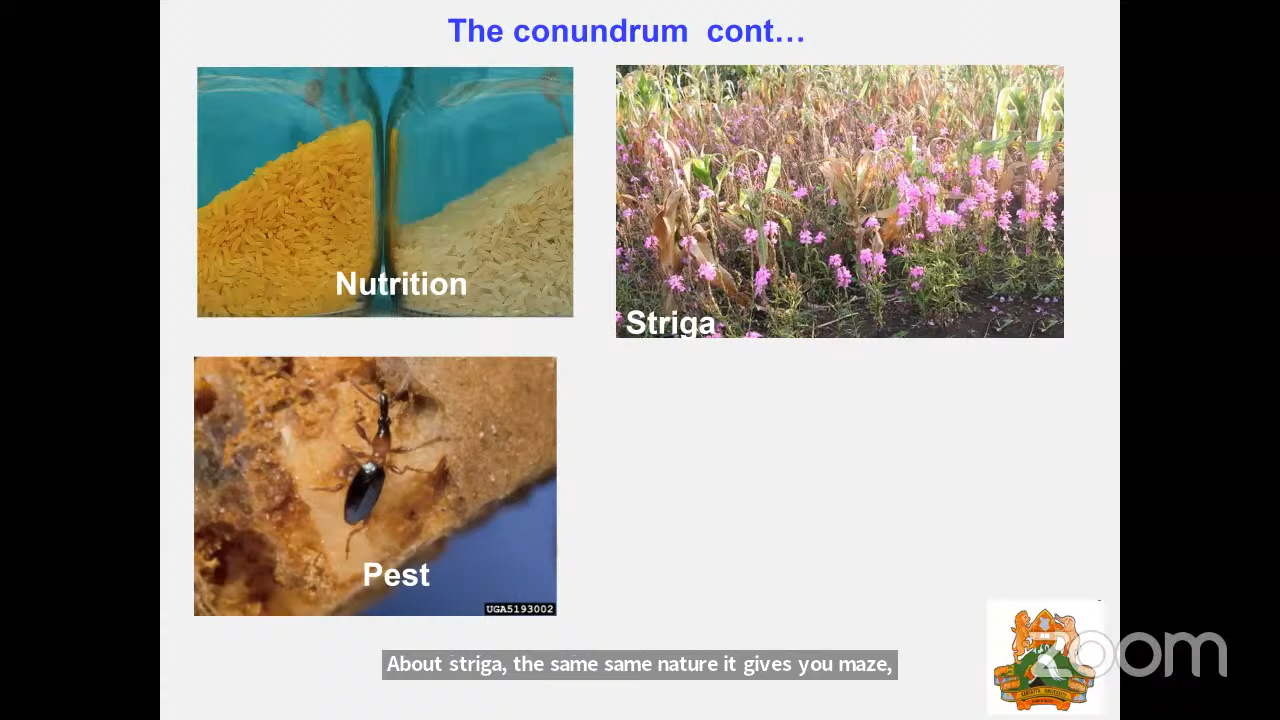 The conundrum cont...
Nutrition
Striga
Pest
UGA5193002
About striga, the same same nature it gives you maze,
zoom